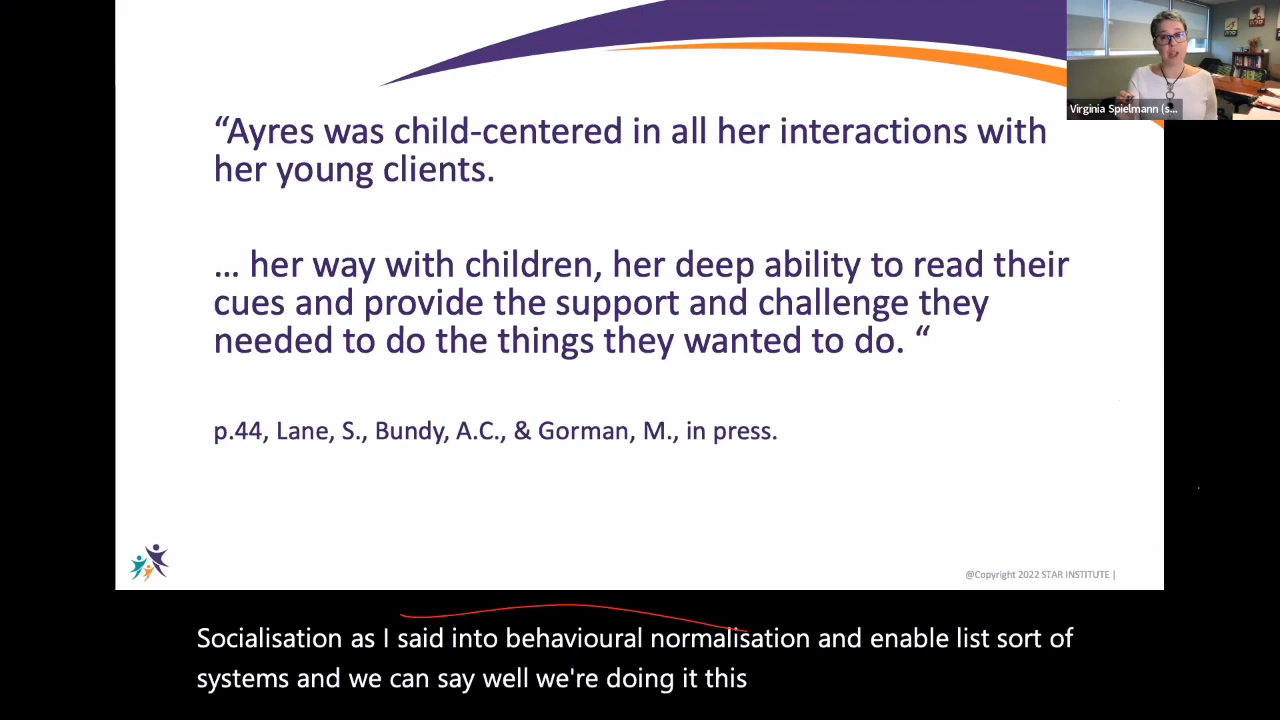 “Ayres was child-centered in all her interactions with
her young clients.
… her way with children, her deep ability to read their
cues and provide the support and challenge they
needed to do the things they wanted to do. “
p.44, Lane, S., Bundy, A.C., & Gorman, M., in press.
@Copyright 2022 STAR INSTITUTE |
Virginia Spielmann (s...
Socialisation as I said into behavioural normalisation and enable list sort of
systems and we can say well we're doing it this